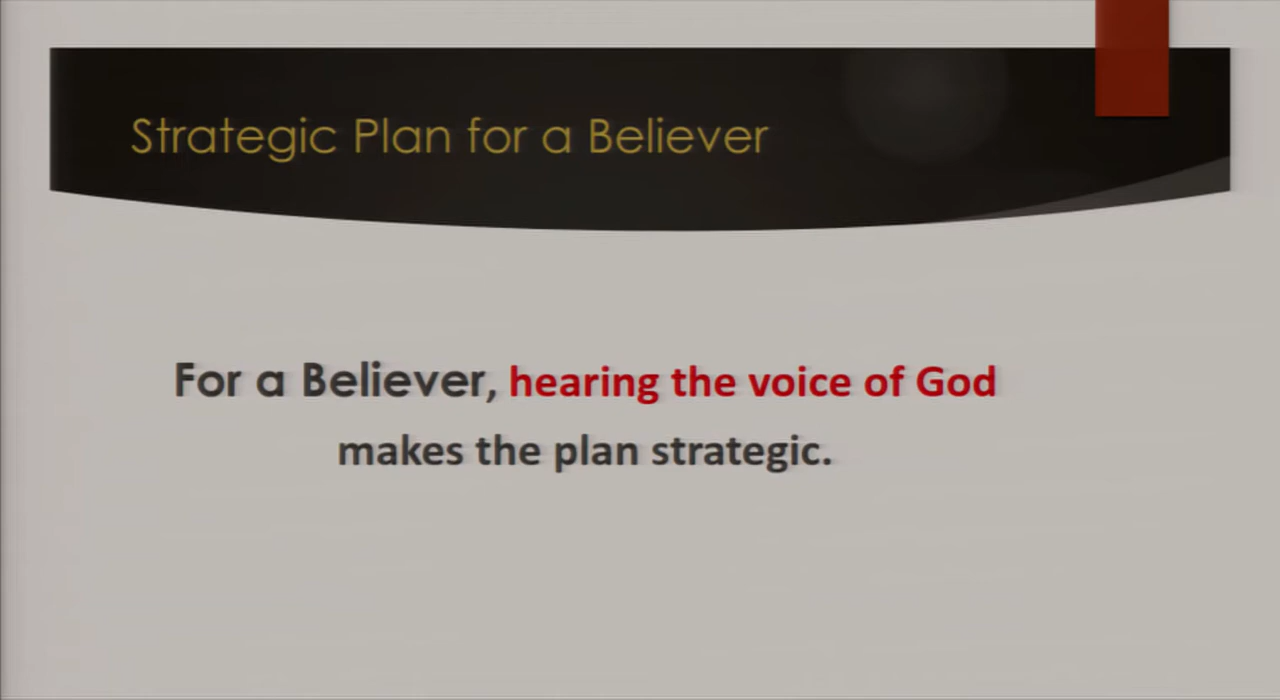 Strategic Plan for a Believer
For a Believer, hearing the voice of God
makes the plan strategic.